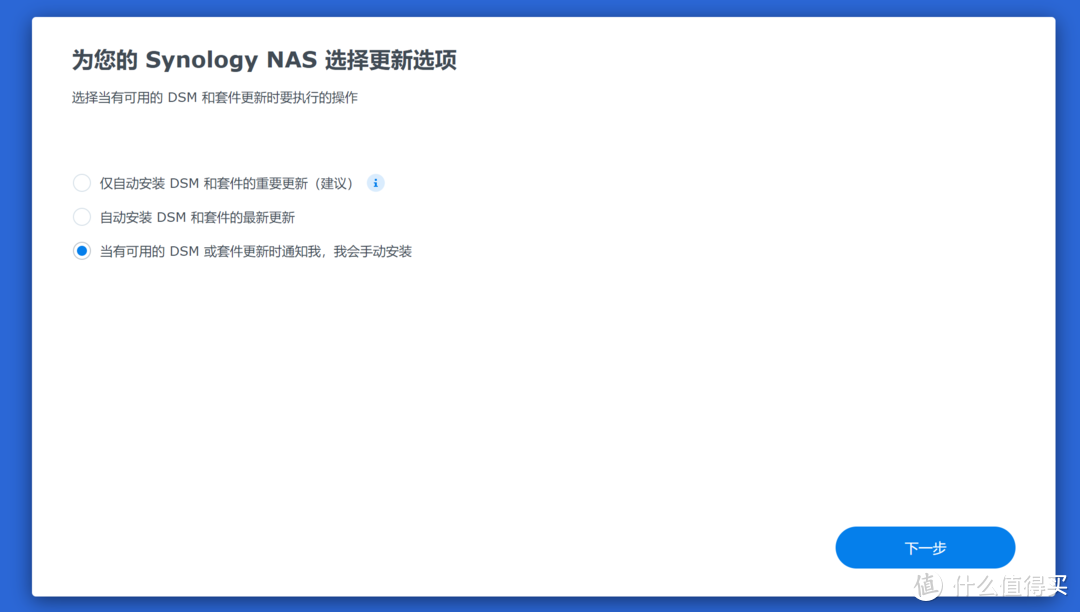 为您的 Synology NAS 选择更新选项
选择当有可用的 DSM 和套件更新时要执行的操作
仅自动安装 DSM 和套件的重要更新（建议）
自动安装 DSM 和套件的最新更新
当有可用的 DSM 或套件更新时通知我，我会手动安装
下一步
值 什么值得买